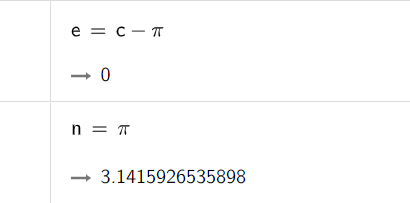 e = c − π
→ 0
n = π
→ 3.1415926535898